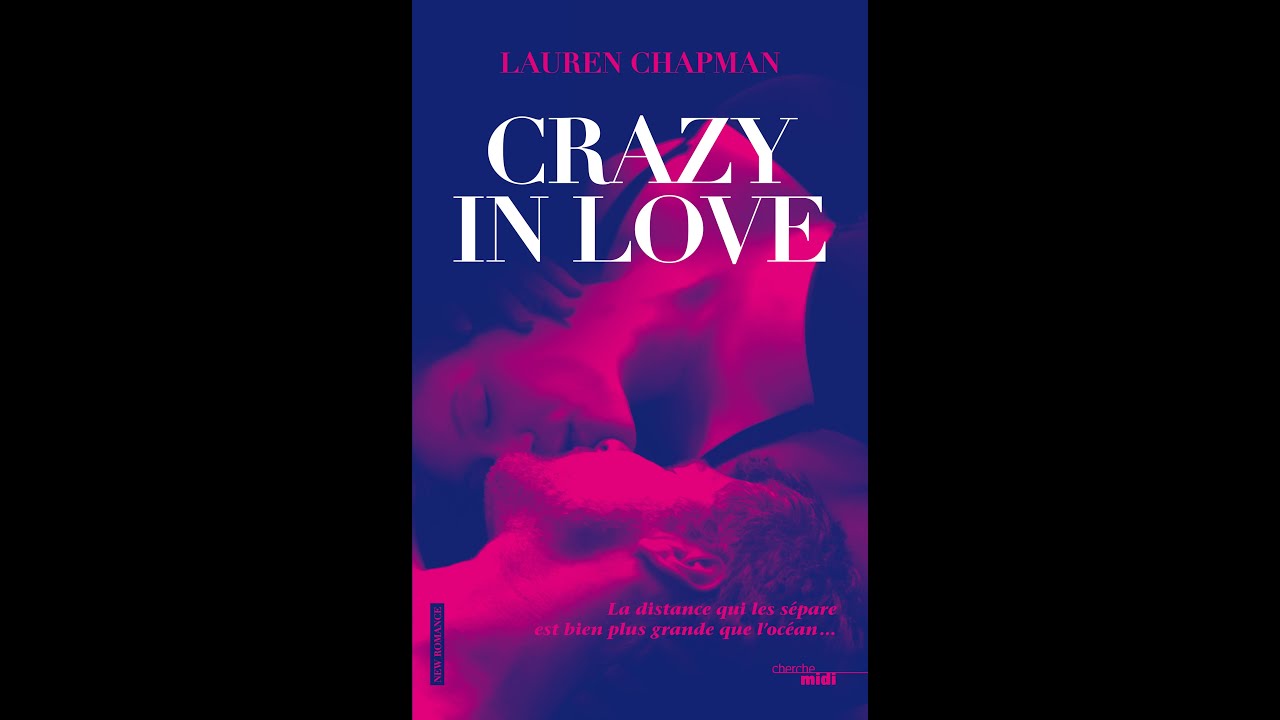 LAUREN CHAPMAN
CRAZY
IN LOVE
La distance qui les sépare
est bien plus grande que l'océan...
NEW ROMANCE
cherche
midi